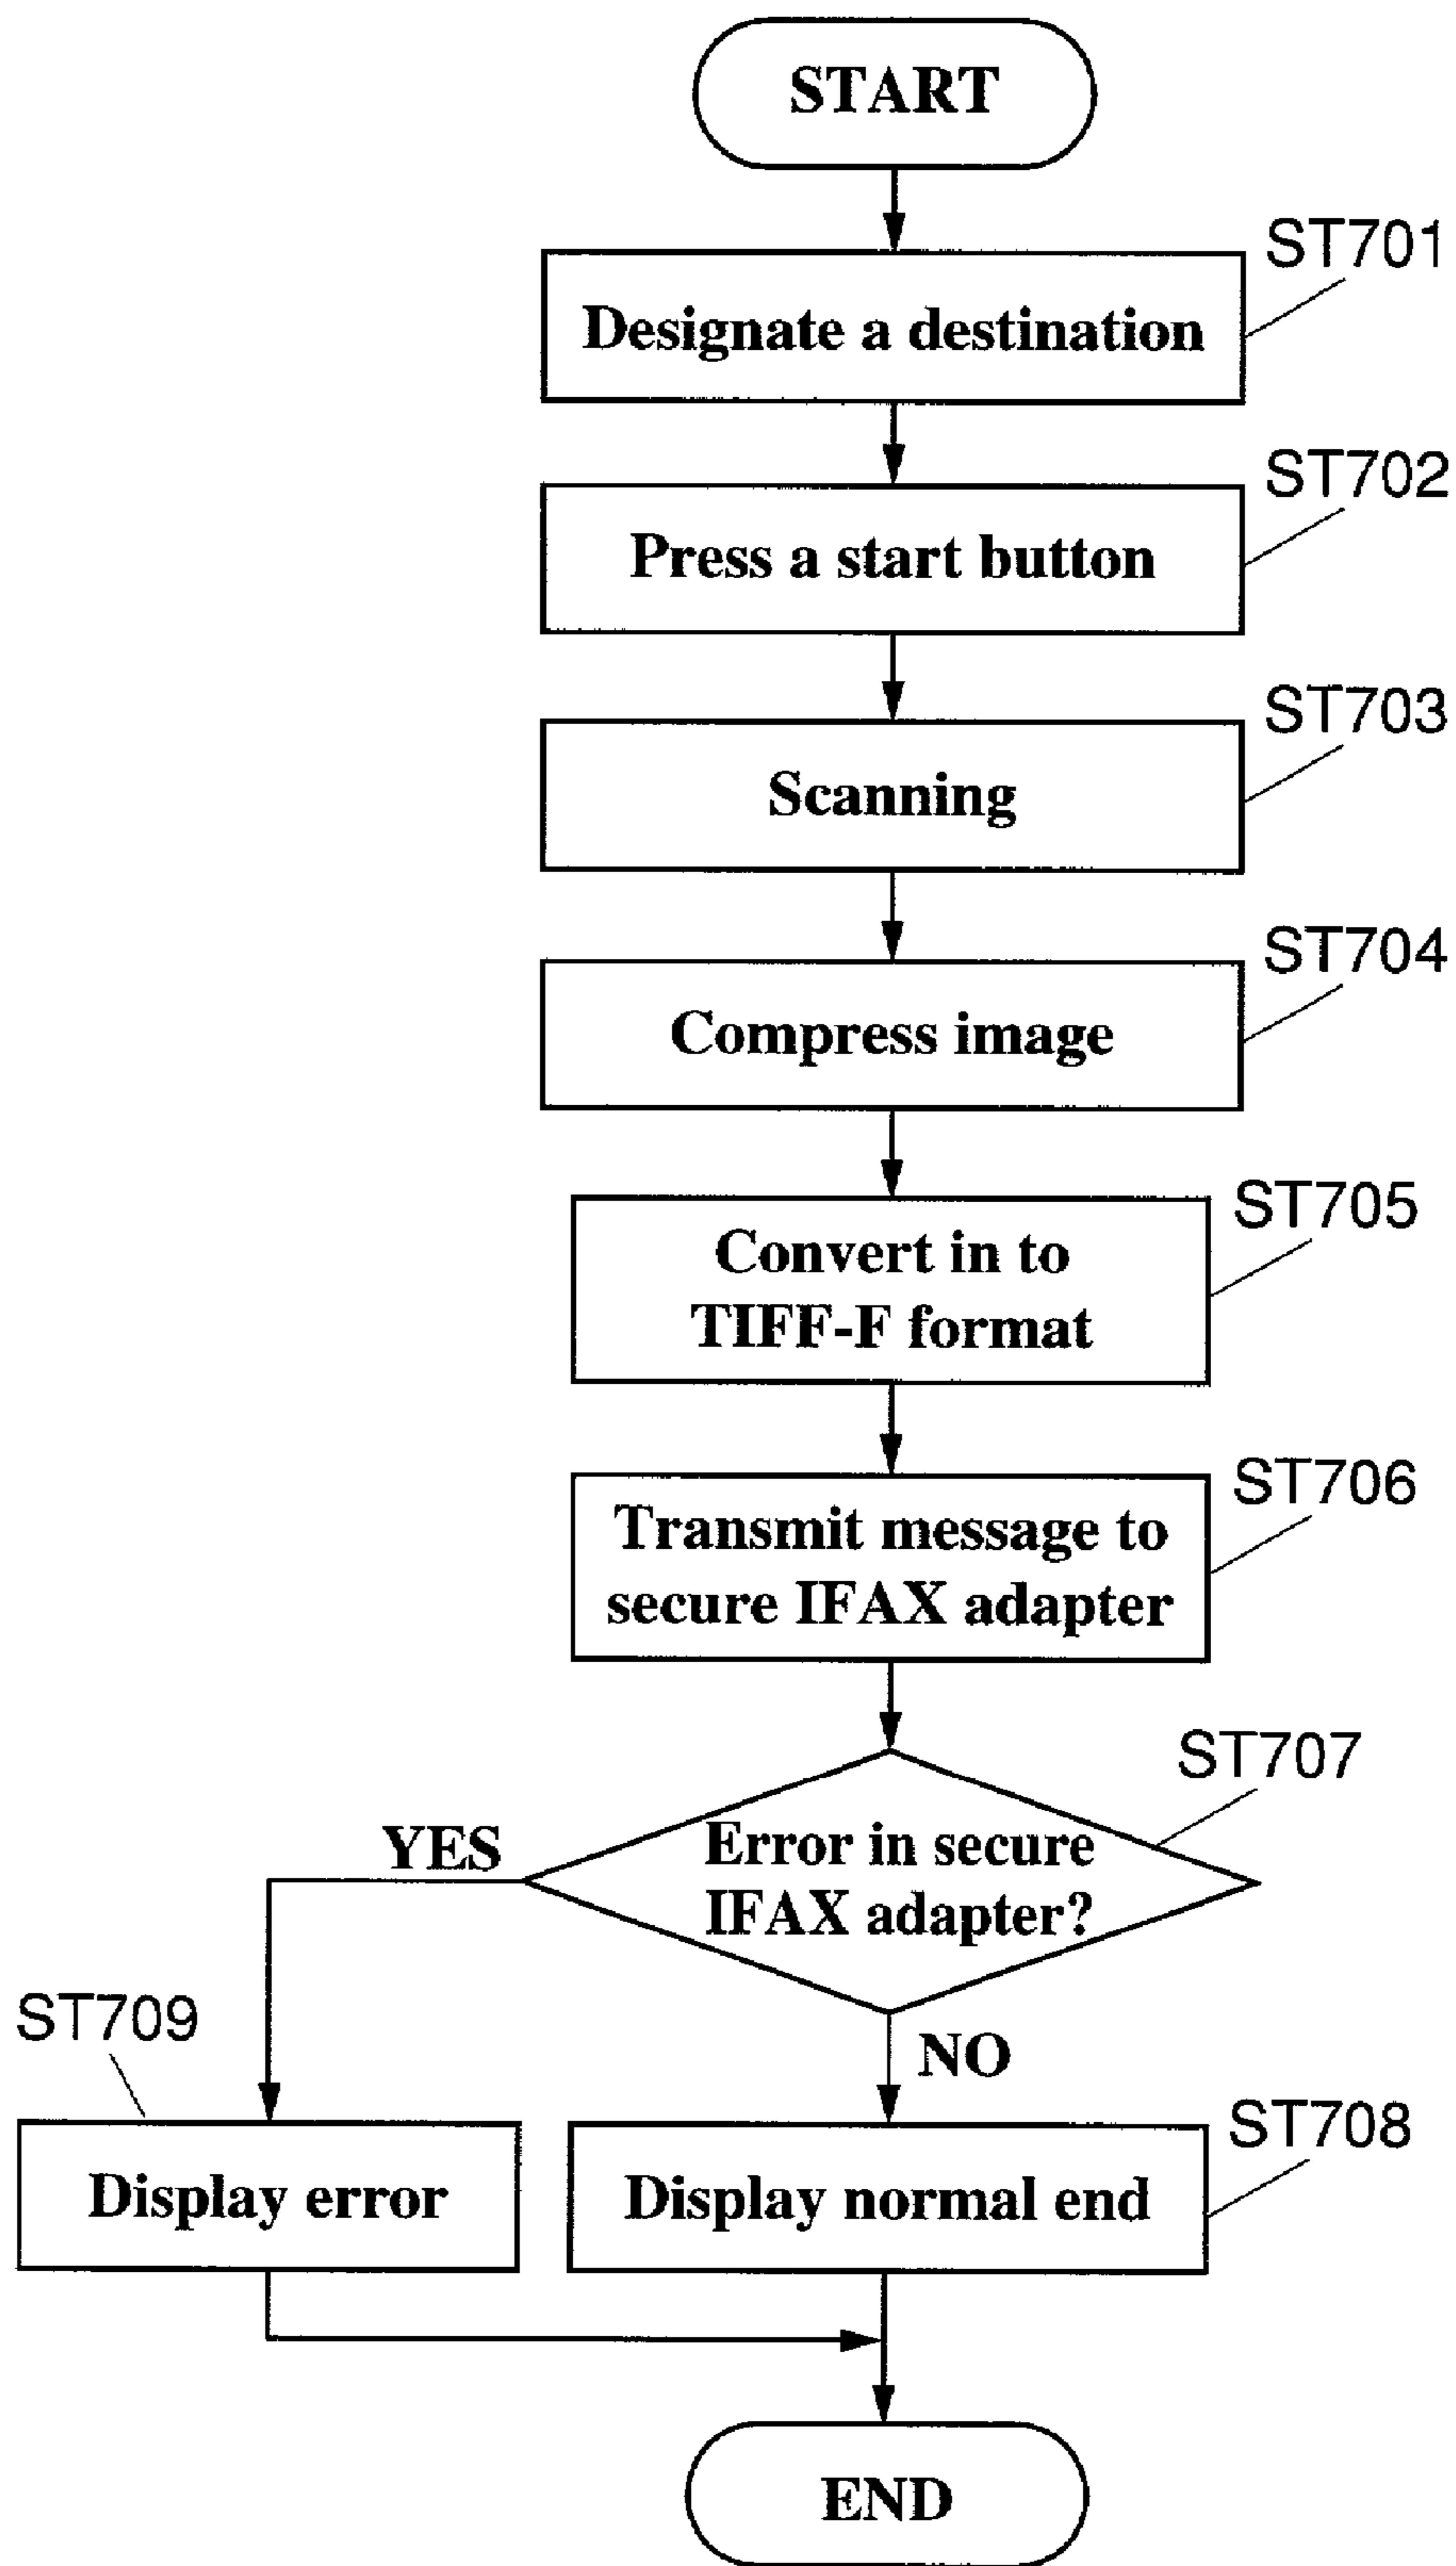 START
ST701
Designate a destination
ST702
Press a start button
ST703
Scanning
ST704
Compress image
ST705
Convert in to
TIFF-F format
ST706
Transmit message to
secure IFAX adapter
ST707
YES
Error in secure
IFAX adapter?
ST709
NO
ST708
Display error
Display normal end
END